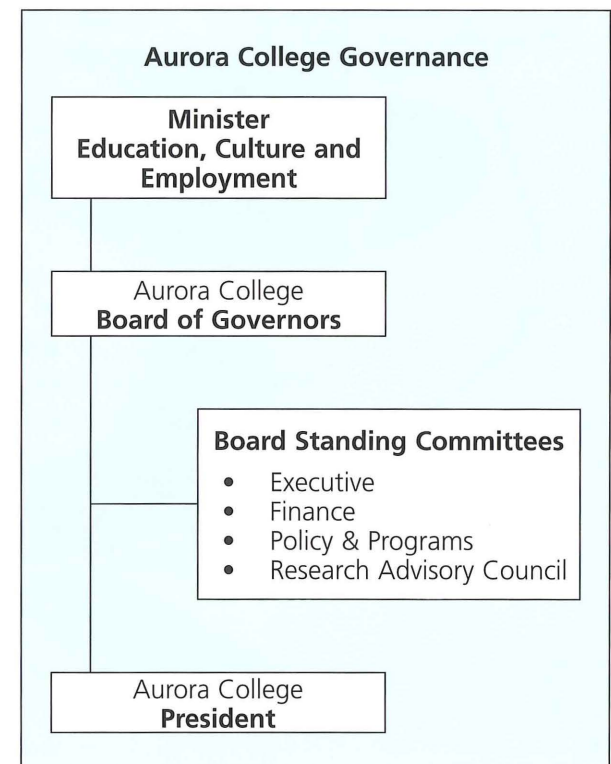 Aurora College Governance
Minister
Education, Culture and
Employment
Aurora College
Board of Governors
Board Standing Committees
• Executive
• Finance
• Policy & Programs
• Research Advisory Council
Aurora College
President